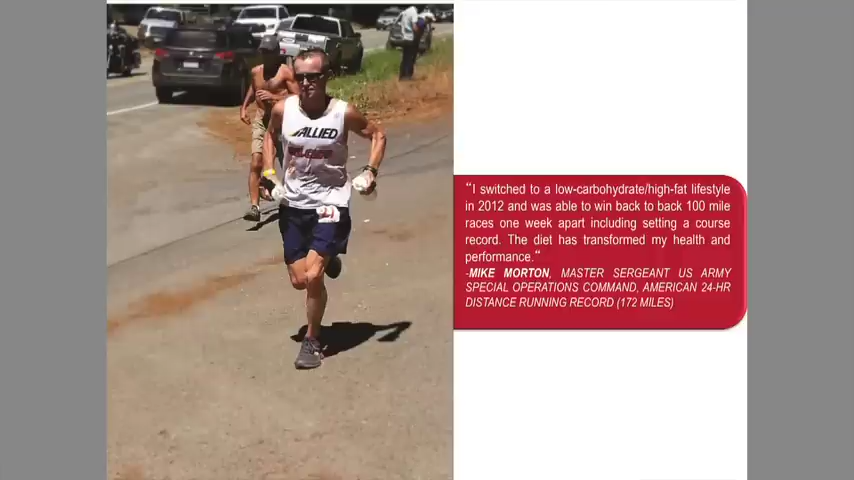 ALLIED
"I switched to a low-carbohydrate/high-fat lifestyle
in 2012 and was able to win back to back 100 mile
races one week apart including setting a course
record. The diet has transformed my health and
performance."
-MIKE MORTON, MASTER SERGEANT US ARMY
SPECIAL OPERATIONS COMMAND, AMERICAN 24-HR
DISTANCE RUNNING RECORD (172 MILES)